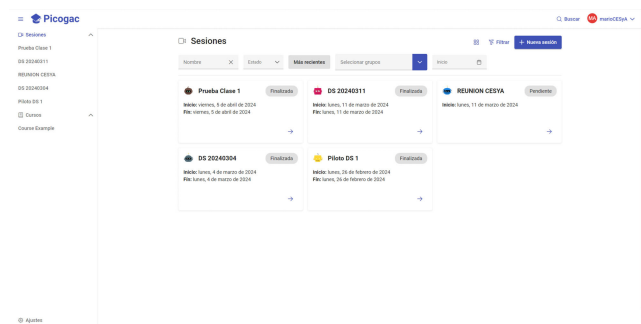 Picogac
Buscar MA marioCESyA
Sesiones
Prueba Clase 1
DS 20240311
REUNION CESYA
DS 20240304
Piloto DS 1
Cursos
Course Example
Ajustes
Sesiones
Filtrar + Nueva sesión
Nombre Estado Más recientes Seleccionar grupos Inicio
Prueba Clase 1 Finalizada
Inicio: viernes, 5 de abril de 2024
Fin: viernes, 5 de abril de 2024
DS 20240311 Finalizada
Inicio: lunes, 11 de marzo de 2024
Fin: lunes, 11 de marzo de 2024
REUNION CESYA Pendiente
Inicio: lunes, 11 de marzo de 2024
DS 20240304 Finalizada
Inicio: lunes, 4 de marzo de 2024
Fin: lunes, 4 de marzo de 2024
Piloto DS 1 Finalizada
Inicio: lunes, 26 de febrero de 2024
Fin: lunes, 26 de febrero de 2024